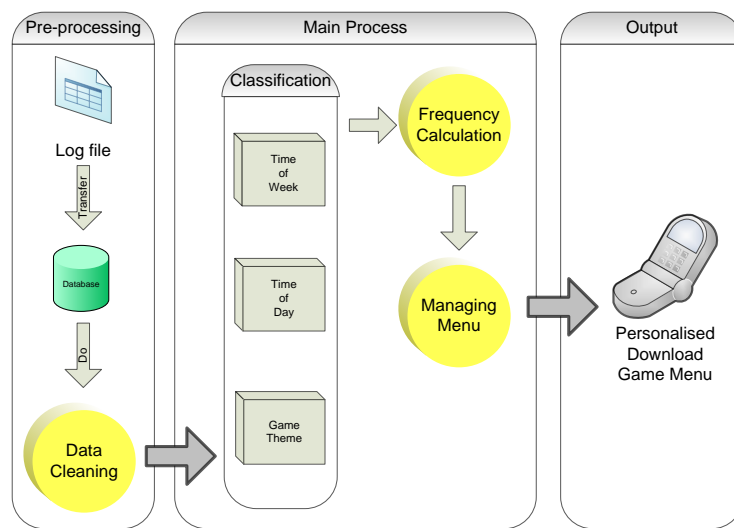 Pre-processing
Log file
Transfer
Database
Do
Data
Cleaning
Main Process
Classification
Time
of
Week
Time
of
Day
Game
Theme
Frequency
Calculation
Managing
Menu
Output
Personalised
Download
Game Menu